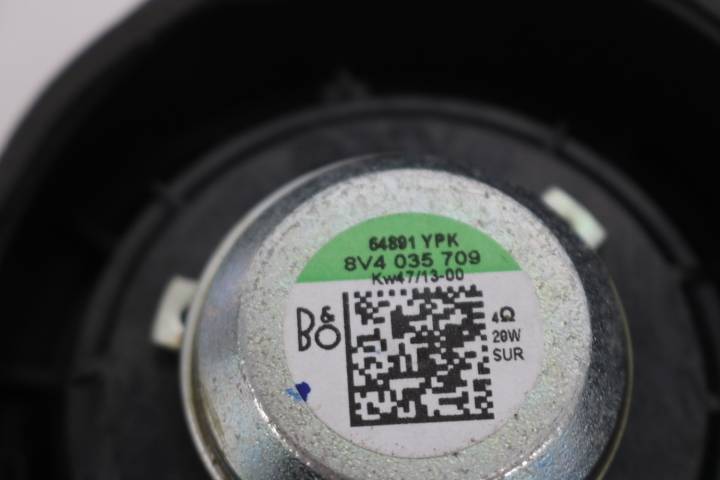 64891 YPK
8V4 035 709
Kw47/13-00
B&O
4Ω
20W
SUR